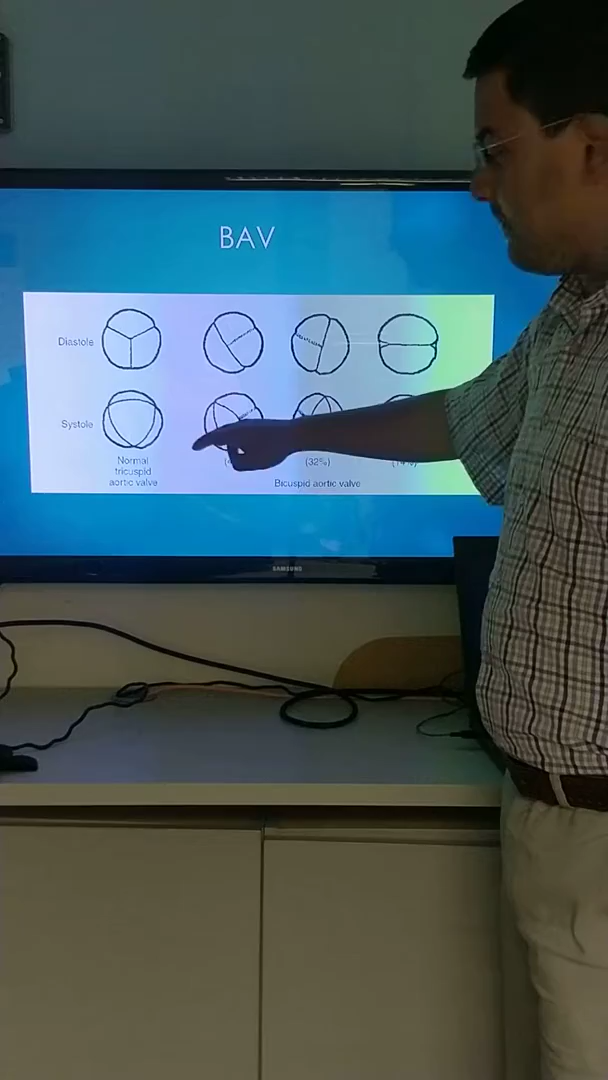 BAV
Diastole
Systole
Normal
tricuspid
aortic valve
(32%)
Bicuspid aortic valve
SAMSUNG